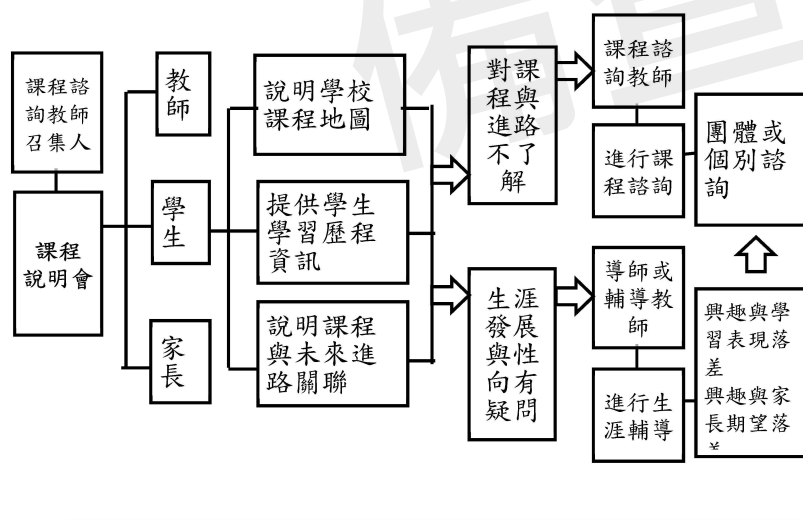 課程諮
詢教師
召集人
課程
說明會
教
師
學
生
家
長
說明學校
課程地圖
提供學生
學習歷程
資訊
說明課程
與未來進
路關聯
對課
程與
進路
不了
解
生涯
發展
與性
向有
疑問
課程諮
詢教師
進行課
程諮詢
團體或
個別諮
詢
導師或
輔導教
師
進行生
涯輔導
興趣與學
習表現落
差
興趣與家
長期望落
差
備查